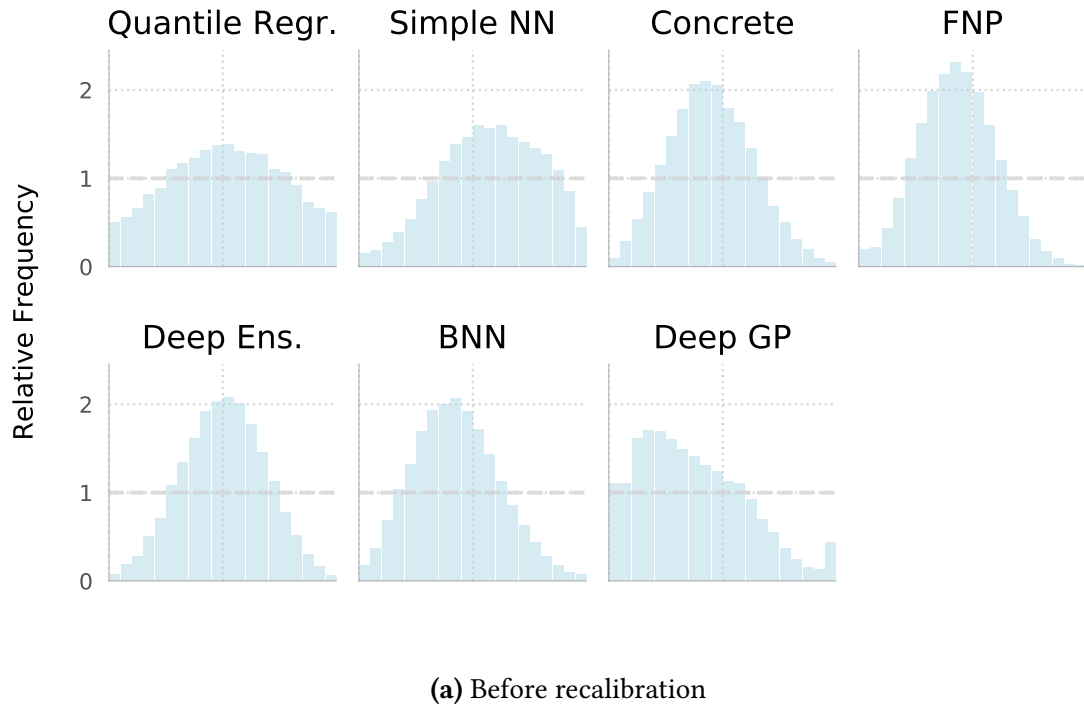 Quantile Regr. Simple NN Concrete FNP
2
1
0
Relative Frequency
Deep Ens. BNN Deep GP
2
1
0
(a) Before recalibration